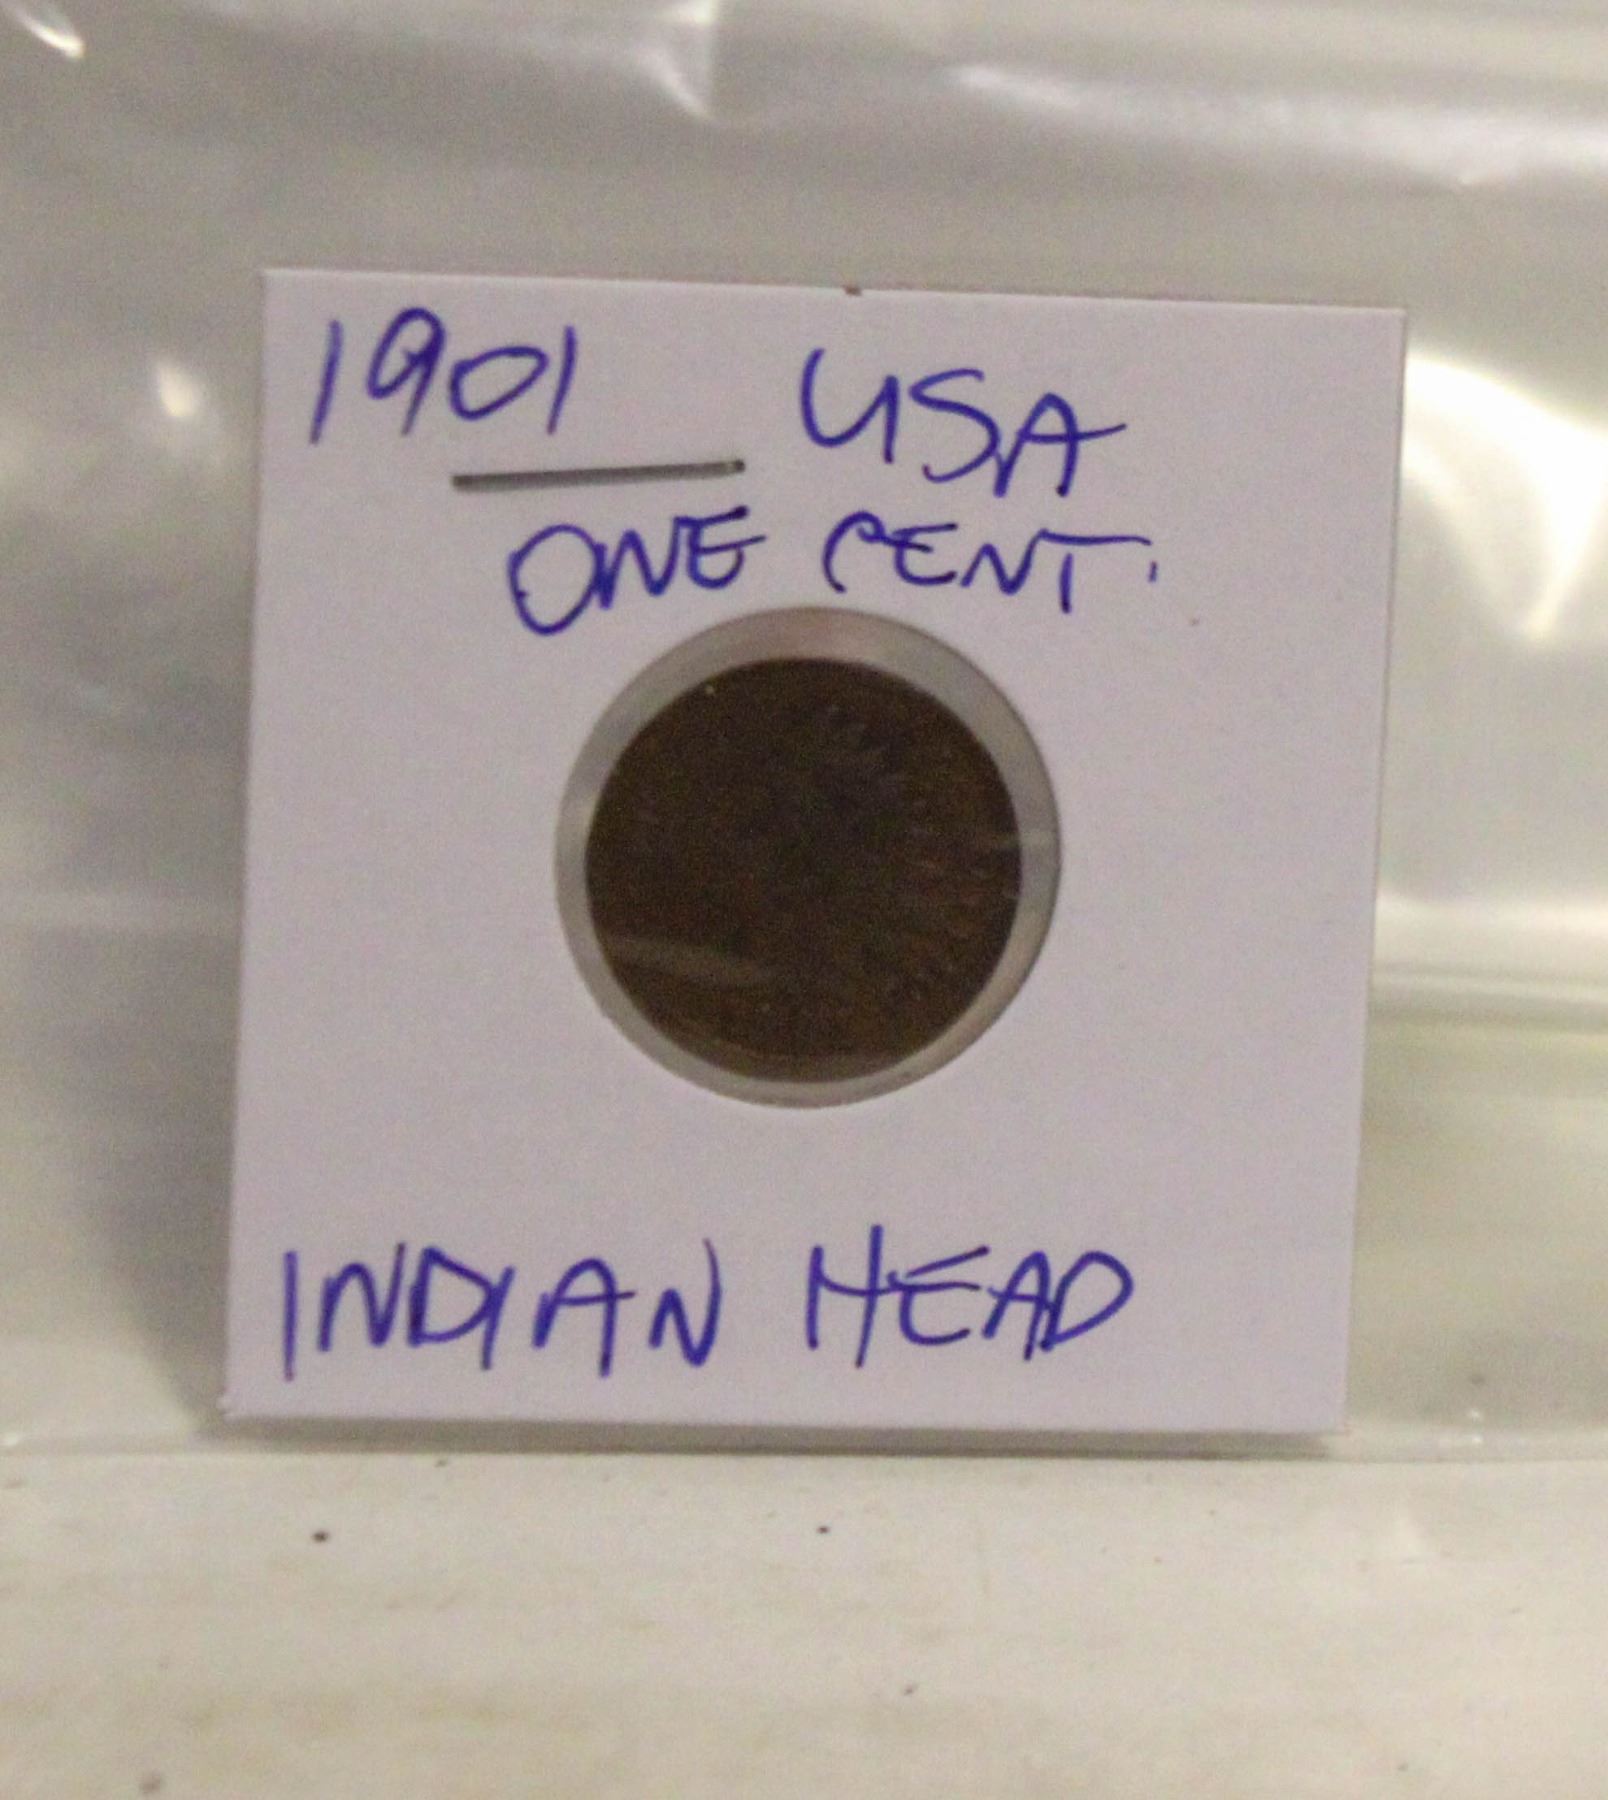 1901 USA
ONE CENT.
INDIAN HEAD